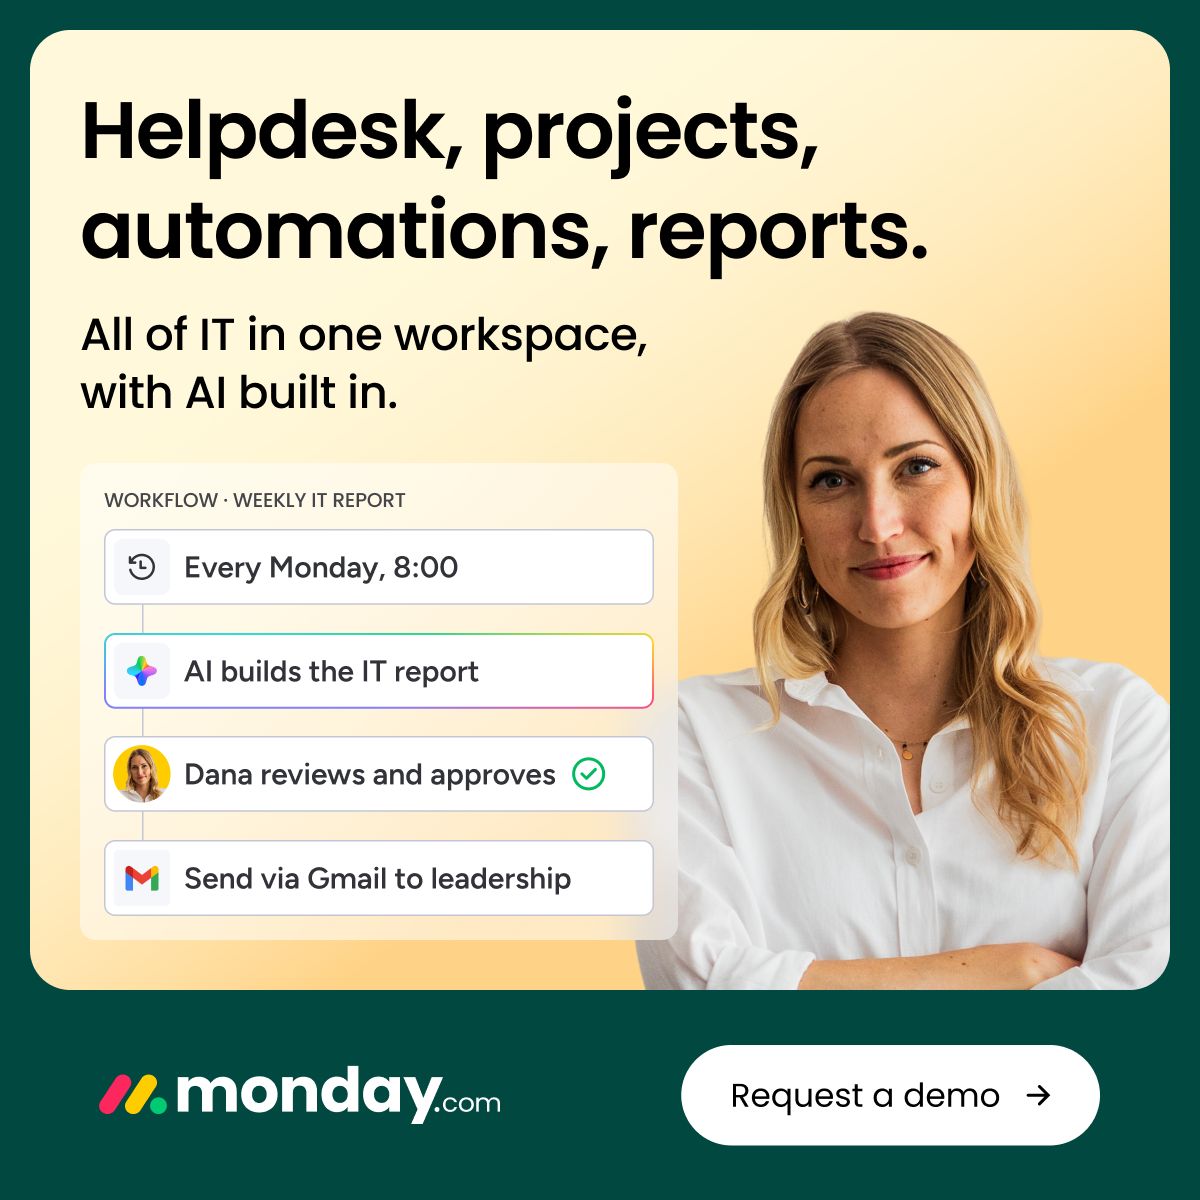 Helpdesk, projects,
automations, reports.
All of IT in one workspace,
with AI built in.
WORKFLOW · WEEKLY IT REPORT
Every Monday, 8:00
AI builds the IT report
Dana reviews and approves
Send via Gmail to leadership
monday.com
Request a demo →